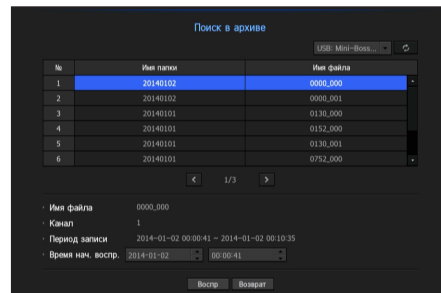 Поиск в архиве
USB: Mini-Boss...
№ Имя папки Имя файла
1 20140102 0000_000
2 20140102 0000_001
3 20140101 0130_000
4 20140101 0152_000
5 20140101 0130_001
6 20140101 0752_000
< 1/3 >
· Имя файла 0000_000
· Канал 1
· Период записи 2014-01-02 00:00:41 ~ 2014-01-02 00:10:35
· Время нач. воспр. 2014-01-02 00:00:41
Воспр Возврат